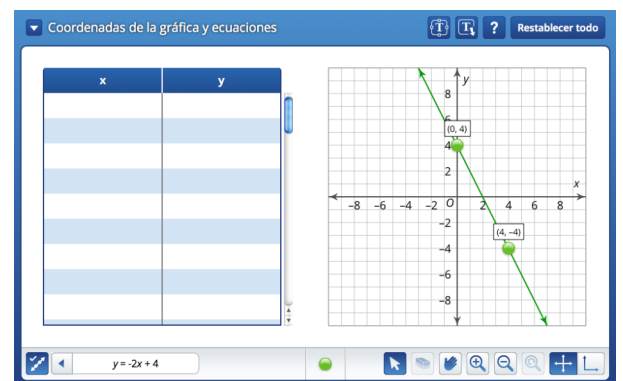 Coordenadas de la gráfica y ecuaciones
T T ? Restablecer todo
x y
y
8
6
(0, 4)
4
2
x
−8 −6 −4 −2 O 2 4 6 8
−2
(4, −4)
−4
−6
−8
y = -2x + 4